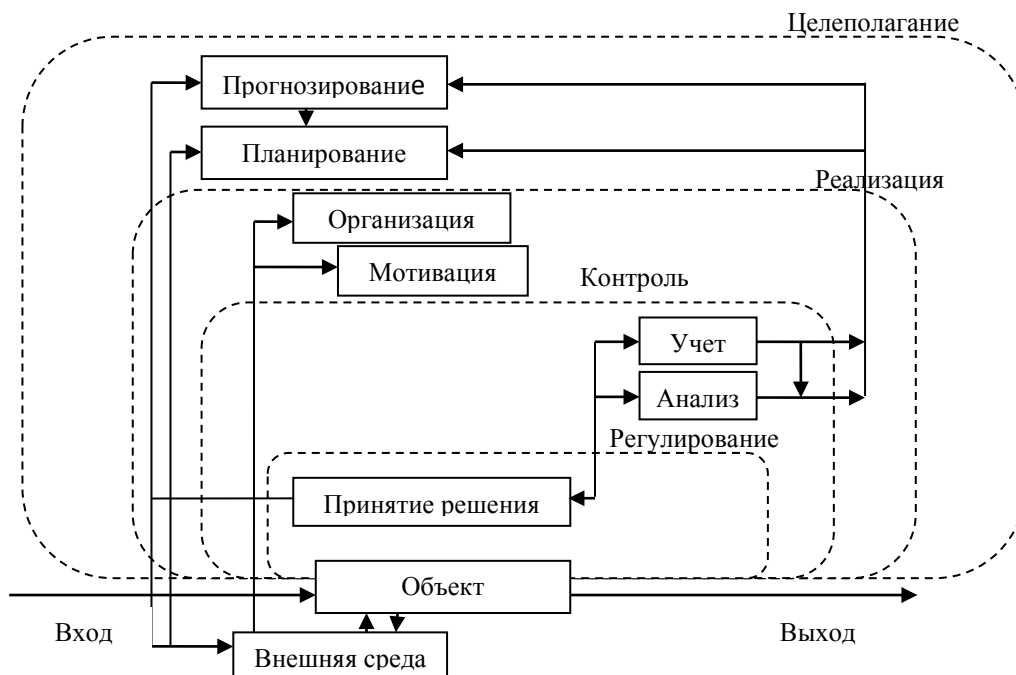 Целеполагание
Прогнозирование
Планирование
Реализация
Организация
Мотивация
Контроль
Учет
Анализ
Регулирование
Принятие решения
Объект
Вход
Выход
Внешняя среда